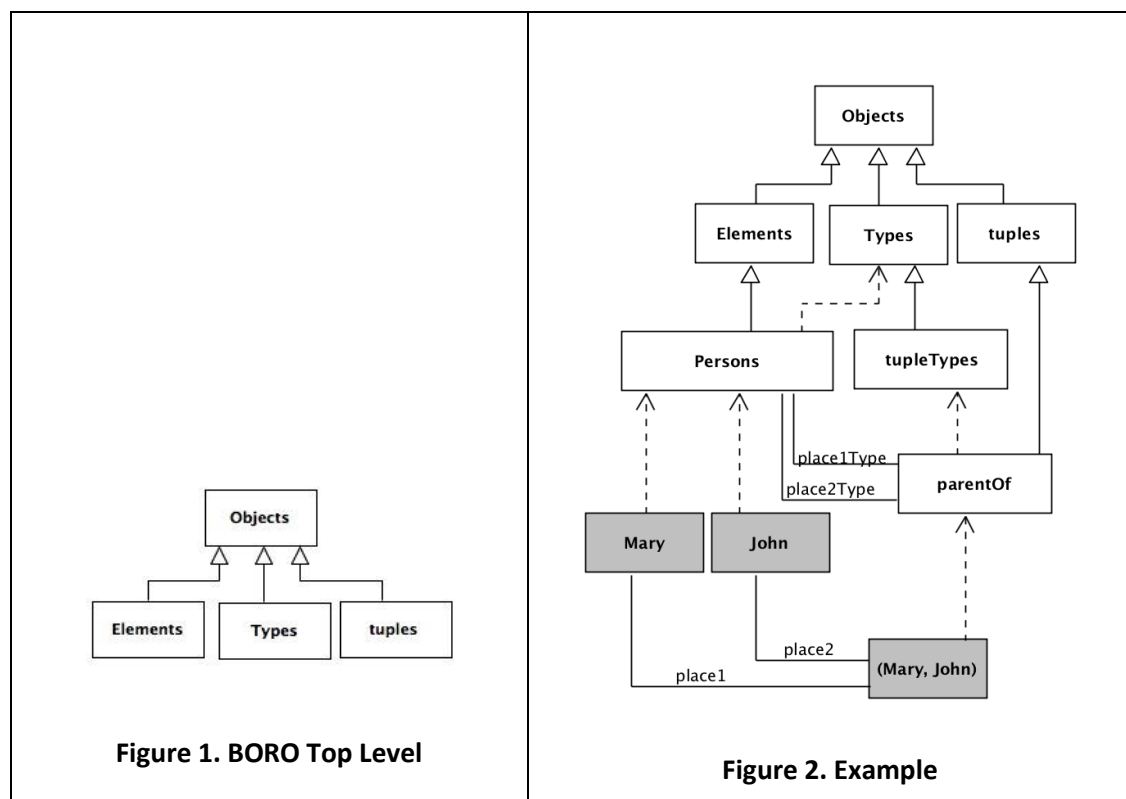 Objects
Elements
Types
tuples
Figure 1. BORO Top Level
Objects
Elements
Types
tuples
Persons
tupleTypes
place1Type
place2Type
parentOf
Mary
John
place2
place1
(Mary, John)
Figure 2. Example